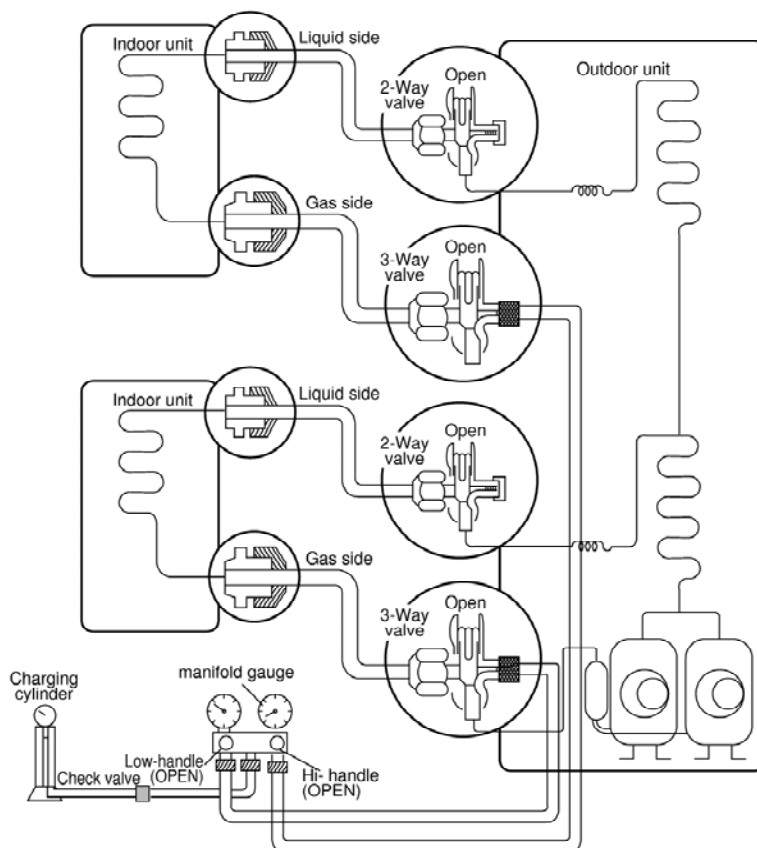 Indoor unit
Liquid side
2-Way
valve
Open
Outdoor unit
Gas side
3-Way
valve
Open
Indoor unit
Liquid side
2-Way
valve
Open
Gas side
3-Way
valve
Open
Charging
cylinder
manifold gauge
Low-handle
(OPEN)
Check valve
Hi- handle
(OPEN)